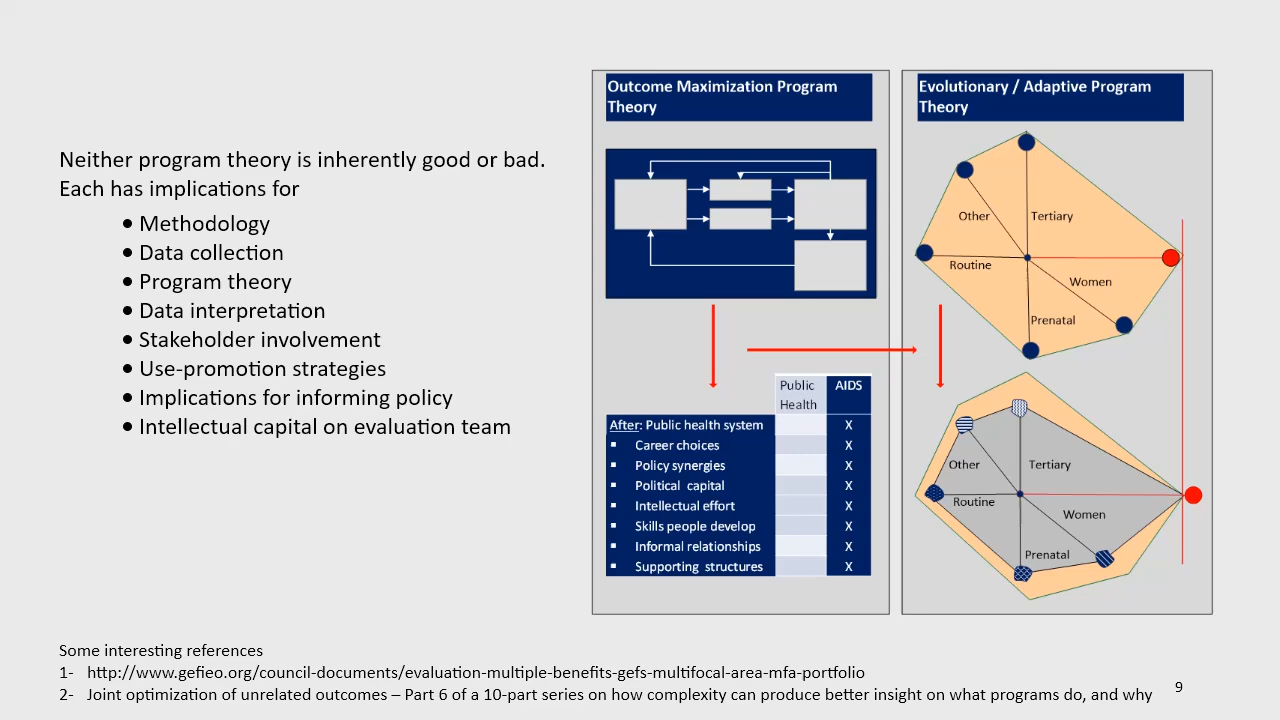 Neither program theory is inherently good or bad.
Each has implications for
• Methodology
• Data collection
• Program theory
• Data interpretation
• Stakeholder involvement
• Use-promotion strategies
• Implications for informing policy
• Intellectual capital on evaluation team
Outcome Maximization Program
Theory
Public
Health
AIDS
After: Public health system X
▪ Career choices X
▪ Policy synergies X
▪ Political capital X
▪ Intellectual effort X
▪ Skills people develop X
▪ Informal relationships X
▪ Supporting structures X
Evolutionary / Adaptive Program
Theory
Other
Tertiary
Routine
Women
Prenatal
Other
Tertiary
Routine
Women
Prenatal
Some interesting references
1- http://www.gefieo.org/council-documents/evaluation-multiple-benefits-gefs-multifocal-area-mfa-portfolio
2- Joint optimization of unrelated outcomes – Part 6 of a 10-part series on how complexity can produce better insight on what programs do, and why
9